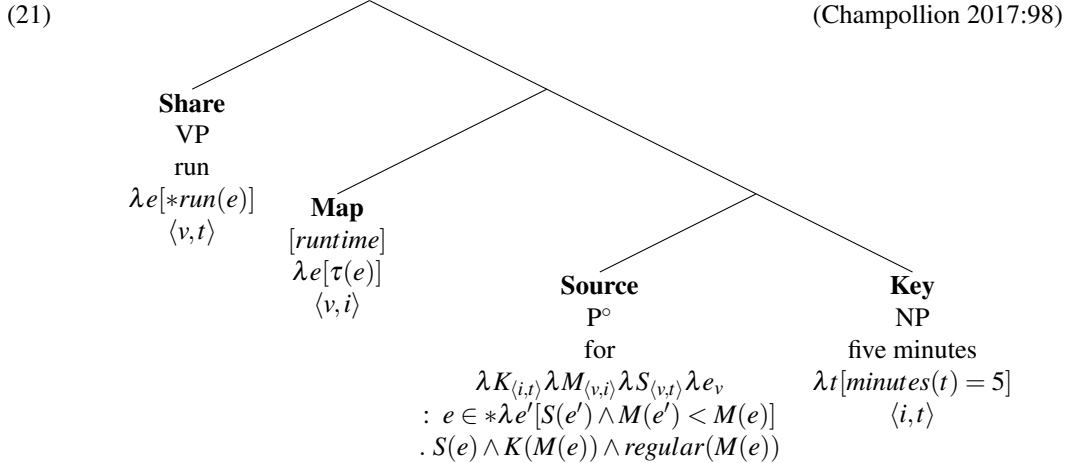 (21) (Champollion 2017:98)
Share
VP
run
λe[∗run(e)]
⟨v,t⟩
Map
[runtime]
λe[τ(e)]
⟨v,i⟩
Source
P°
for
λK⟨i,t⟩λM⟨v,i⟩λS⟨v,t⟩λeᵥ
: e ∈ ∗λe′[S(e′) ∧ M(e′) < M(e)]
. S(e) ∧ K(M(e)) ∧ regular(M(e))
Key
NP
five minutes
λt[minutes(t) = 5]
⟨i,t⟩